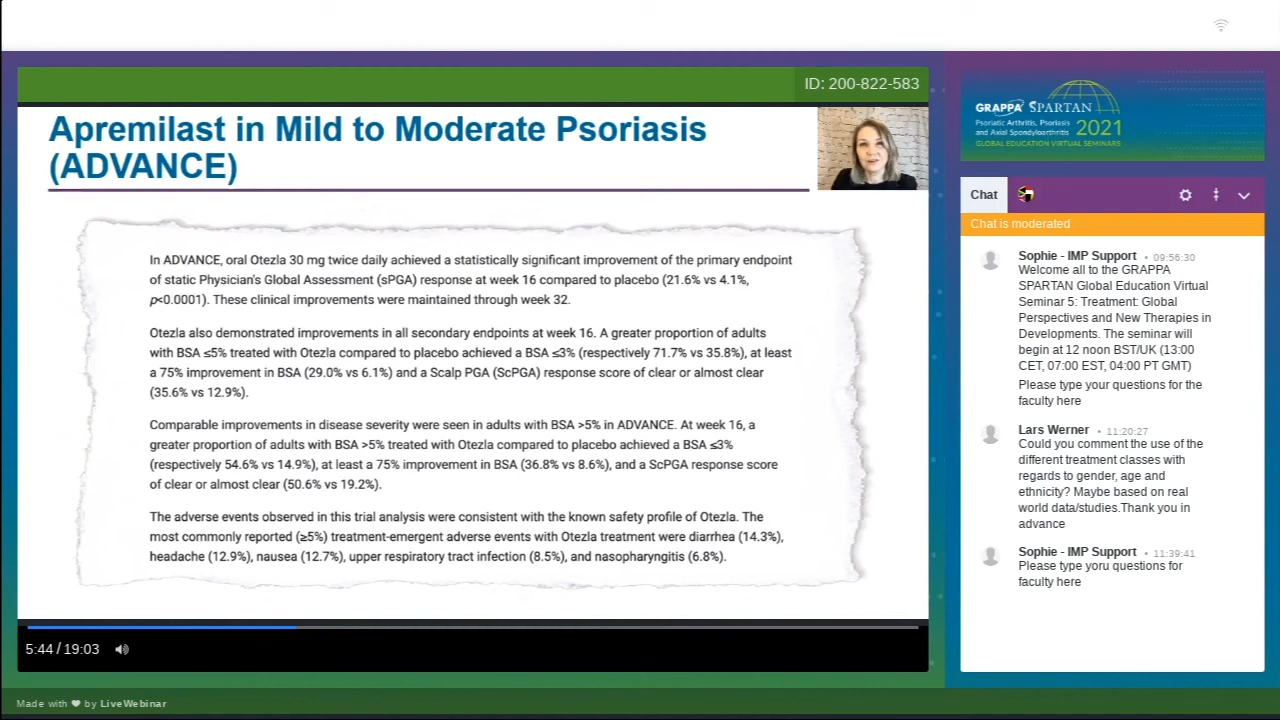 ID: 200-822-583
Apremilast in Mild to Moderate Psoriasis
(ADVANCE)
In ADVANCE, oral Otezla 30 mg twice daily achieved a statistically significant improvement of the primary endpoint
of static Physician's Global Assessment (sPGA) response at week 16 compared to placebo (21.6% vs 4.1%,
p<0.0001). These clinical improvements were maintained through week 32.
Otezla also demonstrated improvements in all secondary endpoints at week 16. A greater proportion of adults
with BSA ≤5% treated with Otezla compared to placebo achieved a BSA ≤3% (respectively 71.7% vs 35.8%), at least
a 75% improvement in BSA (29.0% vs 6.1%) and a Scalp PGA (ScPGA) response score of clear or almost clear
(35.6% vs 12.9%).
Comparable improvements in disease severity were seen in adults with BSA >5% in ADVANCE. At week 16, a
greater proportion of adults with BSA >5% treated with Otezla compared to placebo achieved a BSA ≤3%
(respectively 54.6% vs 14.9%), at least a 75% improvement in BSA (36.8% vs 8.6%), and a ScPGA response score
of clear or almost clear (50.6% vs 19.2%).
The adverse events observed in this trial analysis were consistent with the known safety profile of Otezla. The
most commonly reported (≥5%) treatment-emergent adverse events with Otezla treatment were diarrhea (14.3%),
headache (12.9%), nausea (12.7%), upper respiratory tract infection (8.5%), and nasopharyngitis (6.8%).
5:44 / 19:03
Made with ❤ by LiveWebinar
GRAPPA SPARTAN
Psoriatic Arthritis, Psoriasis
and Axial Spondyloarthritis 2021
GLOBAL EDUCATION VIRTUAL SEMINARS
Chat
Chat is moderated
Sophie - IMP Support • 09:56:30
Welcome all to the GRAPPA
SPARTAN Global Education Virtual
Seminar 5: Treatment: Global
Perspectives and New Therapies in
Developments. The seminar will
begin at 12 noon BST/UK (13:00
CET, 07:00 EST, 04:00 PT GMT)
Please type your questions for the
faculty here
Lars Werner • 11:20:27
Could you comment the use of the
different treatment classes with
regards to gender, age and
ethnicity? Maybe based on real
world data/studies.Thank you in
advance
Sophie - IMP Support • 11:39:41
Please type yoru questions for
faculty here